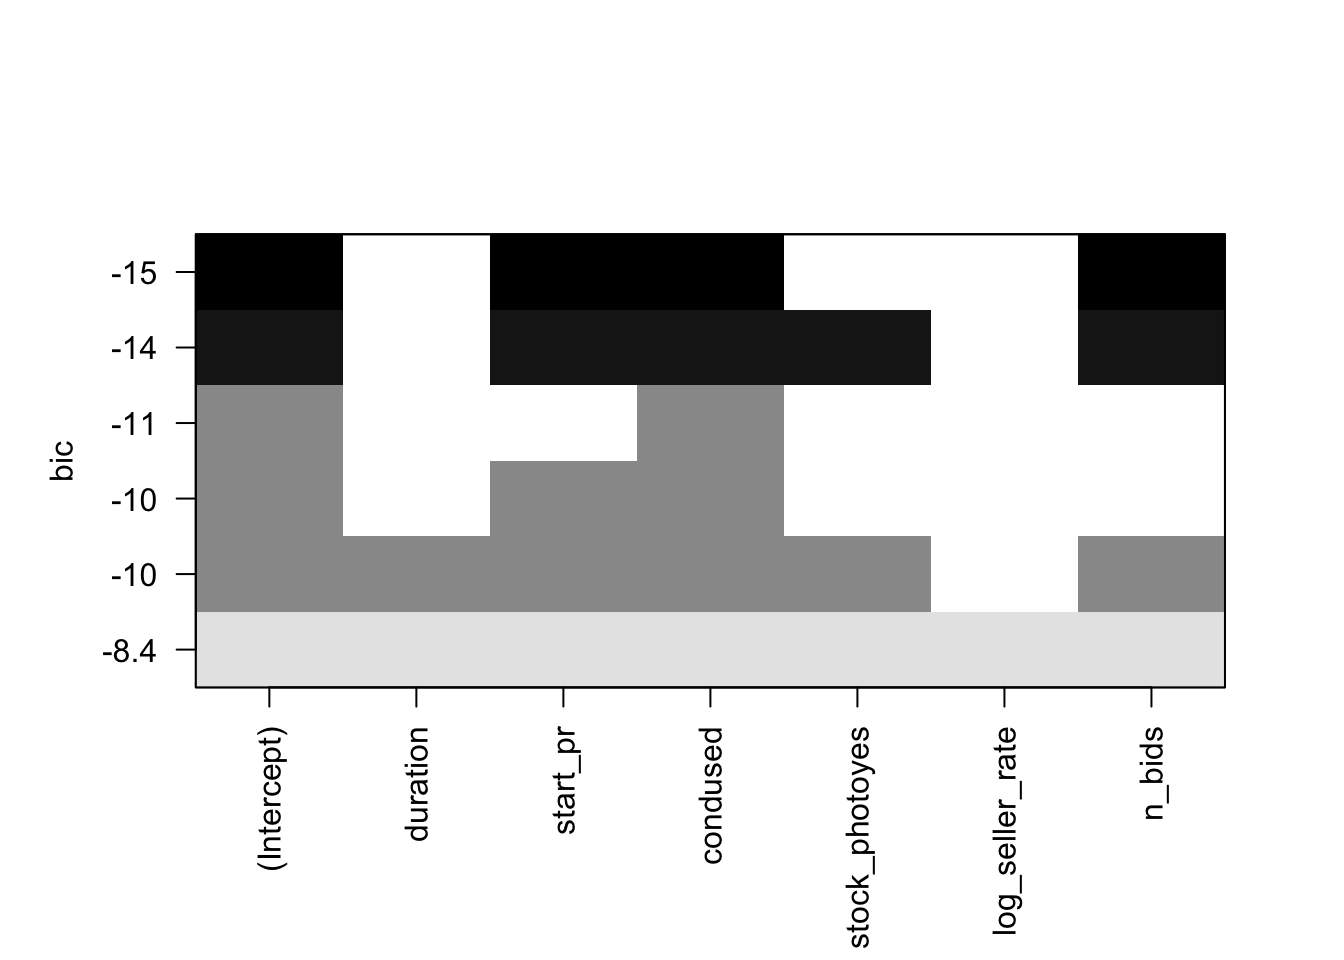 bic
-15
-14
-11
-10
-10
-8.4
(Intercept)
duration
start_pr
condused
stock_photoyes
log_seller_rate
n_bids